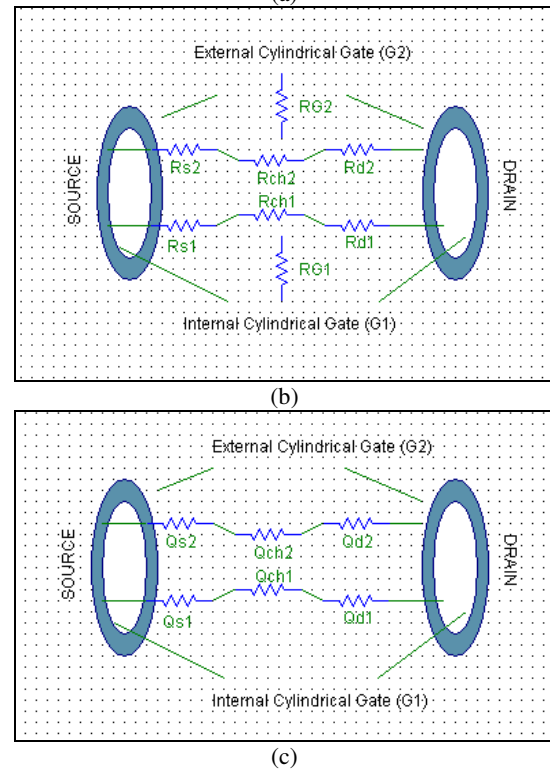 (a)
External Cylindrical Gate (G2)
RG2
SOURCE
DRAIN
Rs2
Rch2
Rd2
Rch1
Rs1
Rd1
RG1
Internal Cylindrical Gate (G1)
(b)
External Cylindrical Gate (G2)
SOURCE
DRAIN
Qs2
Qch2
Qd2
Qch1
Qs1
Qd1
Internal Cylindrical Gate (G1)
(c)